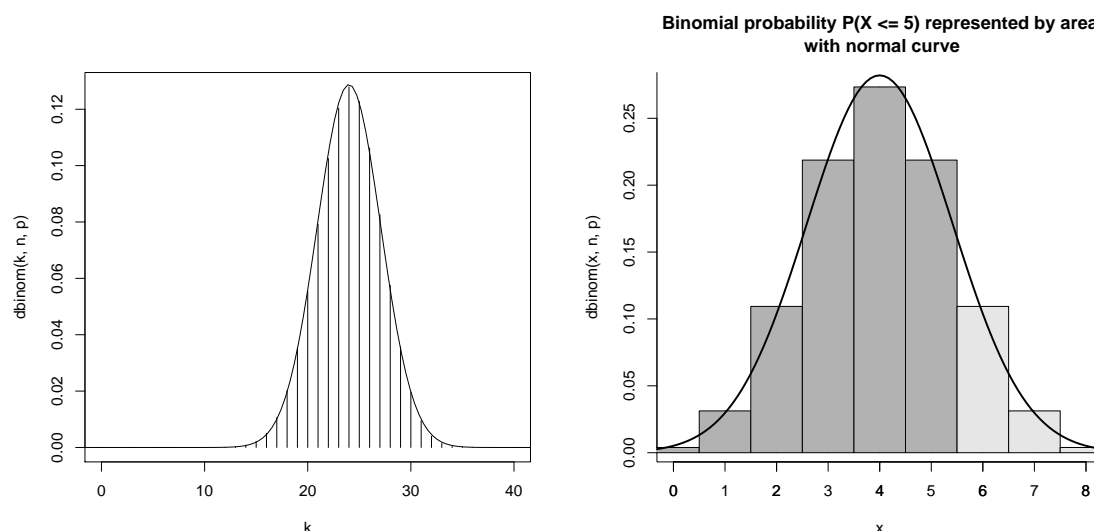 Binomial probability P(X <= 5) represented by area
with normal curve
dbinom(k, n, p)
0.00 0.02 0.04 0.06 0.08 0.10 0.12
0 10 20 30 40
k
dbinom(x, n, p)
0.00 0.05 0.10 0.15 0.20 0.25
0 1 2 3 4 5 6 7 8
x